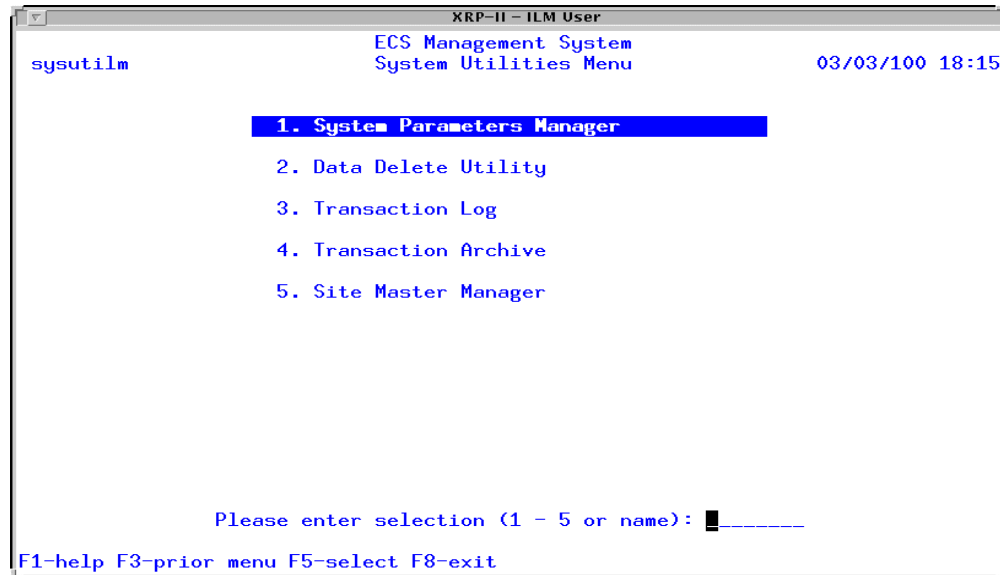 XRP-II - ILM User
ECS Management System
sysutilm System Utilities Menu 03/03/100 18:15
1. System Parameters Manager
2. Data Delete Utility
3. Transaction Log
4. Transaction Archive
5. Site Master Manager
Please enter selection (1 - 5 or name): ________
F1-help F3-prior menu F5-select F8-exit